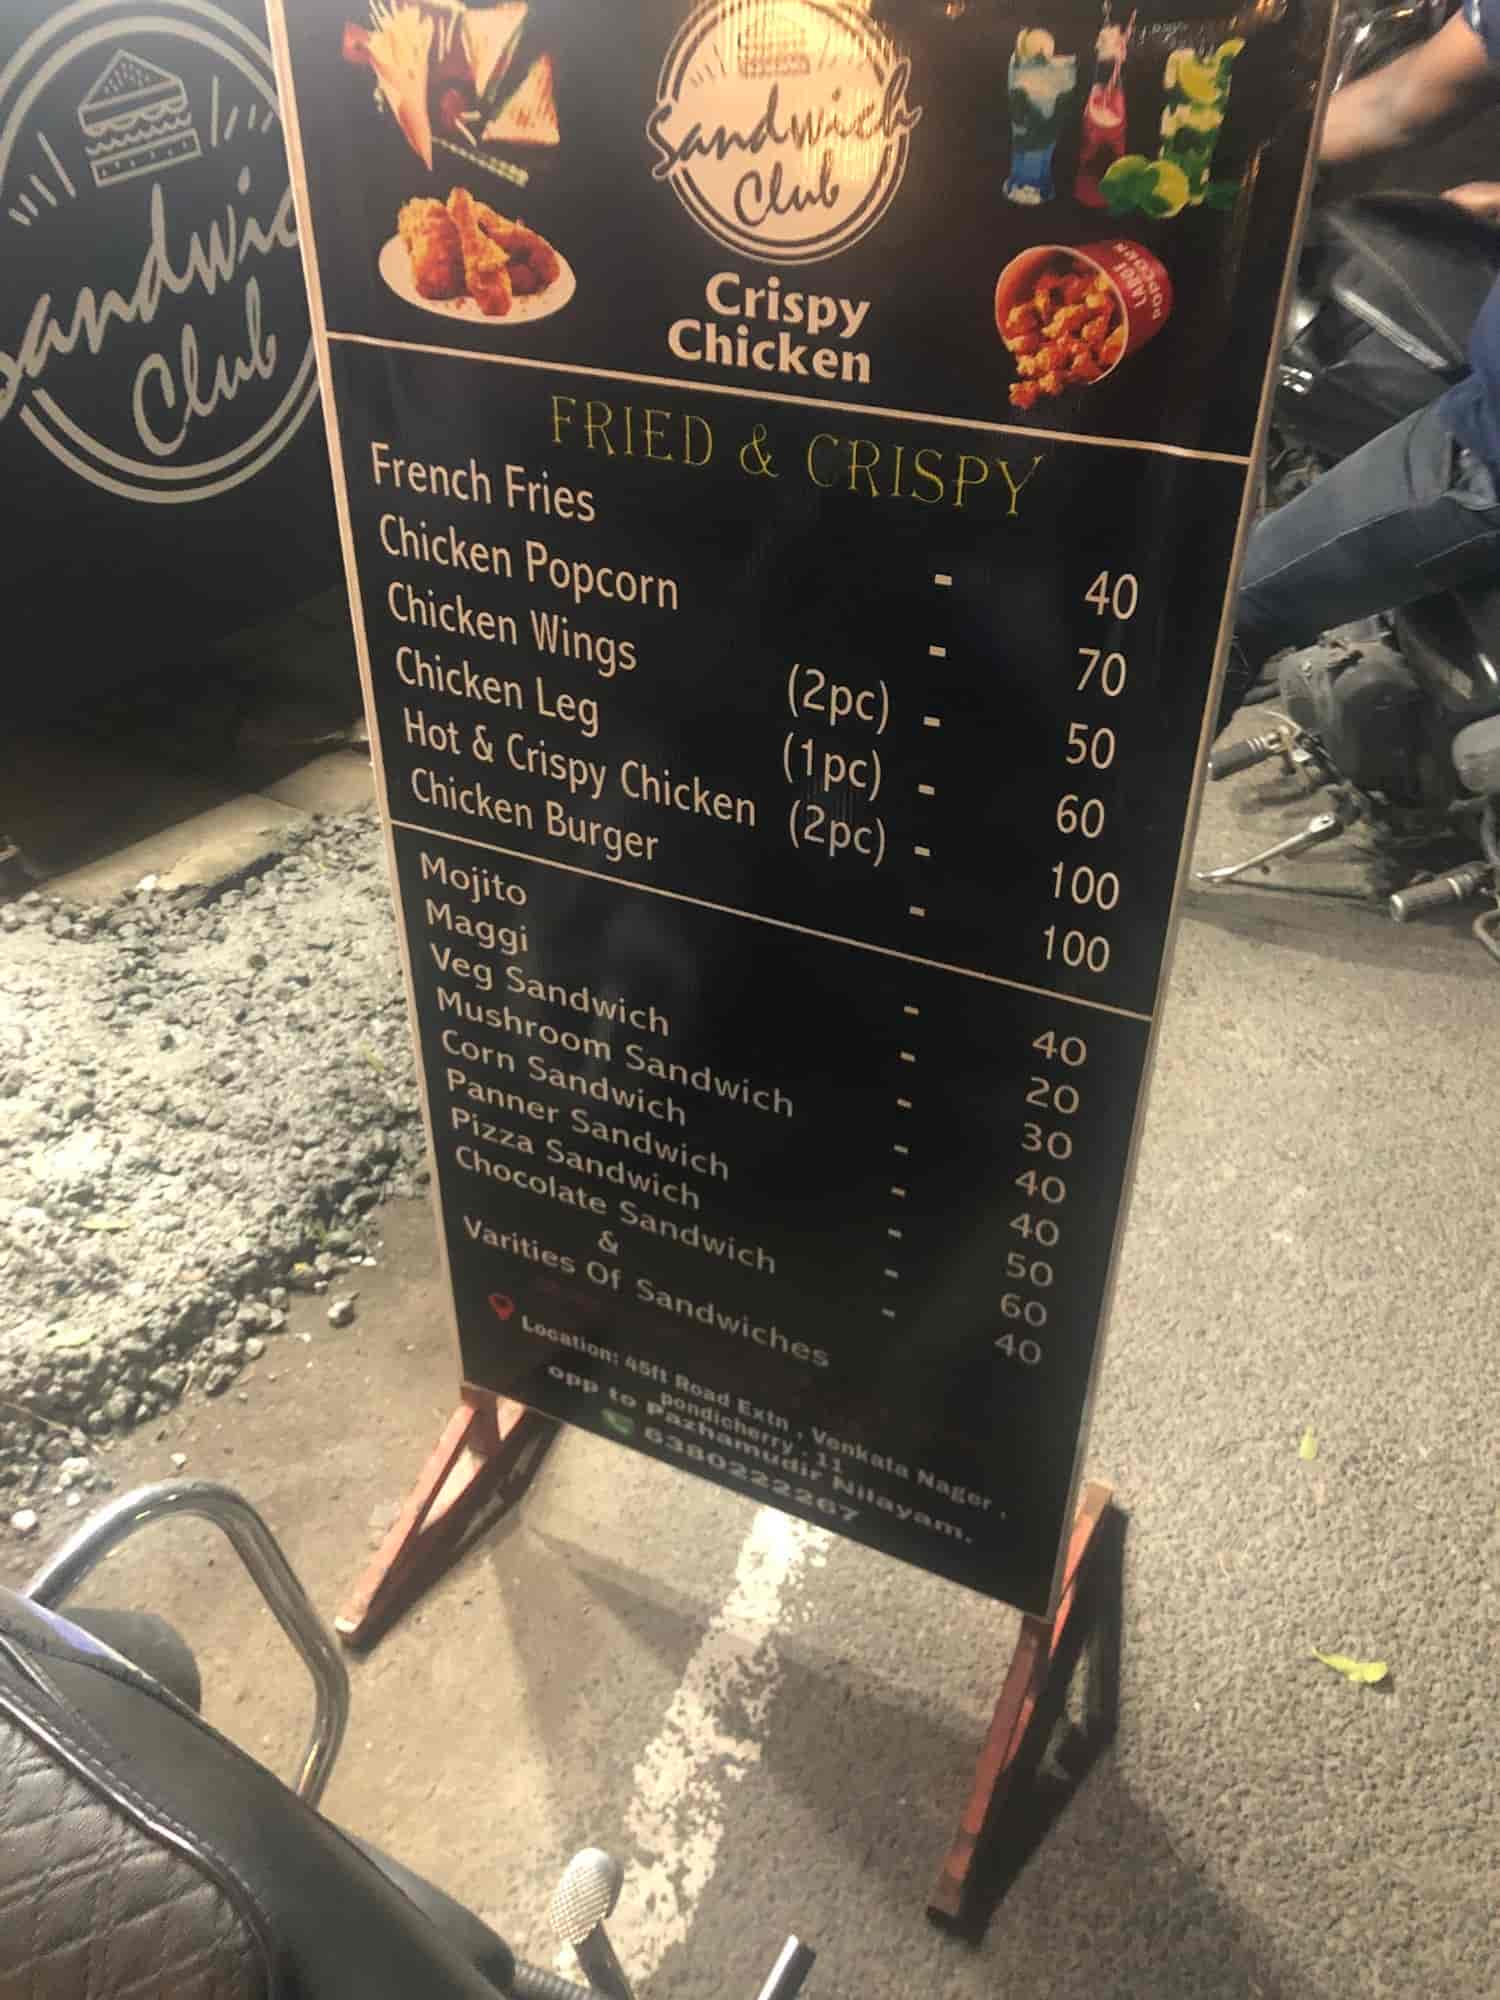 Sandwich
Club
Sandwich
Club
LARGE
POPCORN
Crispy
Chicken
FRIED & CRISPY
French Fries - 40
Chicken Popcorn - 70
Chicken Wings (2pc) - 50
Chicken Leg (1pc) - 60
Hot & Crispy Chicken (2pc) - 100
Chicken Burger - 100
Mojito - 40
Maggi - 20
Veg Sandwich - 30
Mushroom Sandwich - 40
Corn Sandwich - 40
Panner Sandwich - 50
Pizza Sandwich - 60
Chocolate Sandwich - 40
&
Varities Of Sandwiches
Location: 45ft Road Extn , Venkata Nager ,
pondicherry . 11
opp to Pazhamudir Nilayam.
6380222267